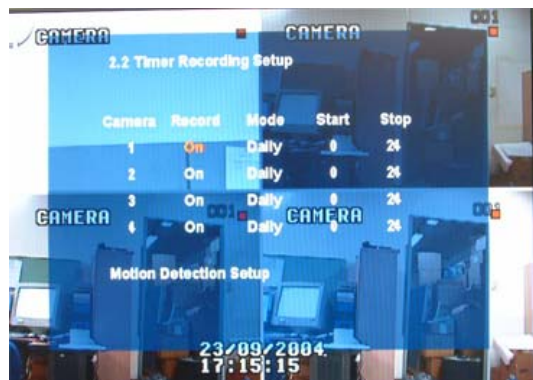 CAMERA CAMERA 001
2.2 Timer Recording Setup
Camera Record Mode Start Stop
1 On Daily 0 24
2 On Daily 0 24
3 On Daily 0 24
CAMERA 001 CAMERA 001
4 On Daily 0 24
Motion Detection Setup
23/09/2004
17:15:15